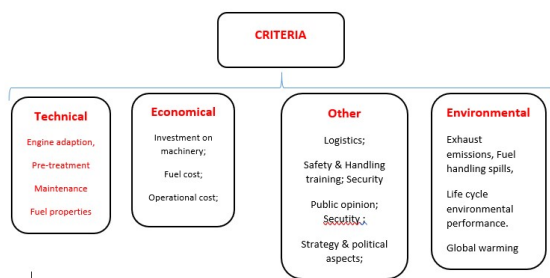 CRITERIA
Technical
Engine adaption,
Pre-treatment
Maintenance
Fuel properties
Economical
Investment on
machinery;
Fuel cost;
Operational cost;
Other
Logistics;
Safety & Handling
training; Security
Public opinion;
Secutity ;
Strategy & political
aspects;
Environmental
Exhaust
emissions, Fuel
handling spills,
Life cycle
environmental
performance.
Global warming